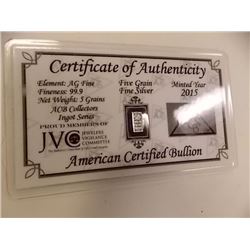 Certificate of Authenticity
Element: AG Fine
Fineness: 99.9
Net Weight: 5 Grains
ACB Collectors
Ingot Series
PROUD MEMBERS OF
JVC
JEWELERS
VIGILANCE
COMMITTEE
Five Grain
Fine Silver
Minted Year
2015
American Certified Bullion